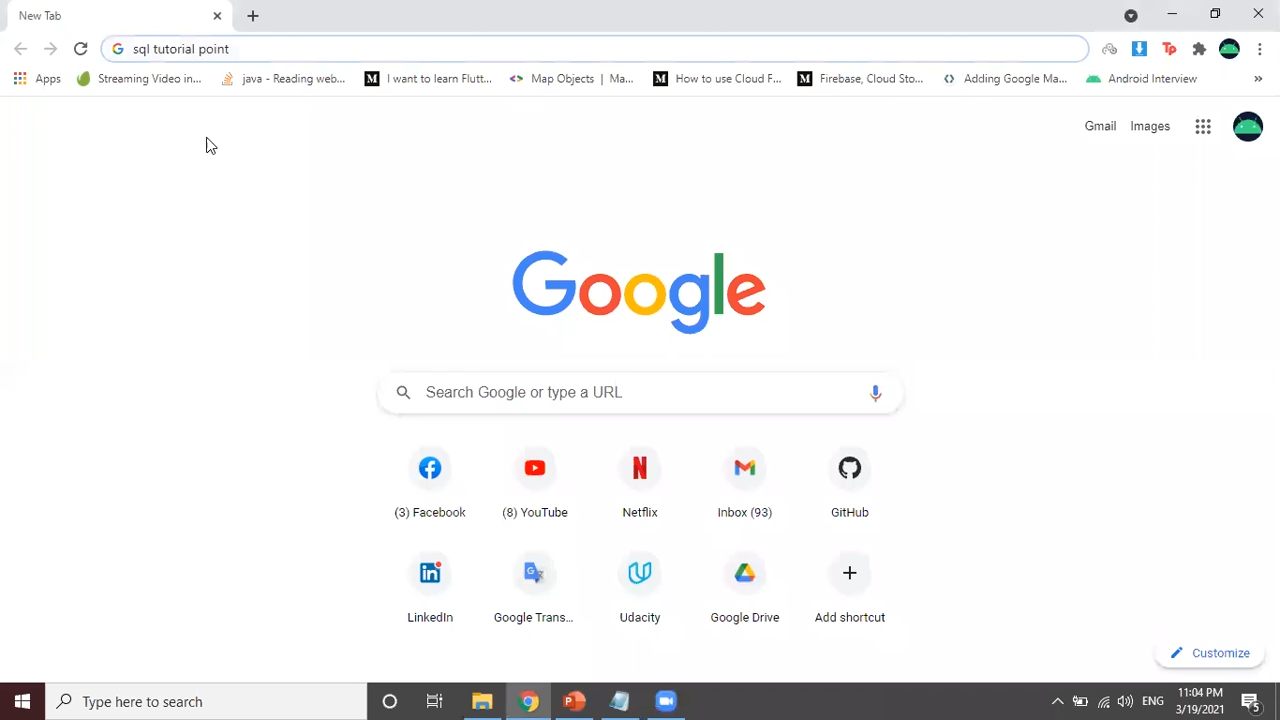 New Tab
sql tutorial point
Apps
Streaming Video in...
java - Reading web...
I want to learn Flutt...
Map Objects | Ma...
How to use Cloud F...
Firebase, Cloud Sto...
Adding Google Ma...
Android Interview
»
Gmail Images
Google
Search Google or type a URL
(3) Facebook
(8) YouTube
Netflix
Inbox (93)
GitHub
LinkedIn
Google Trans...
Udacity
Google Drive
Add shortcut
Customize
Type here to search
ENG
11:04 PM
3/19/2021
5